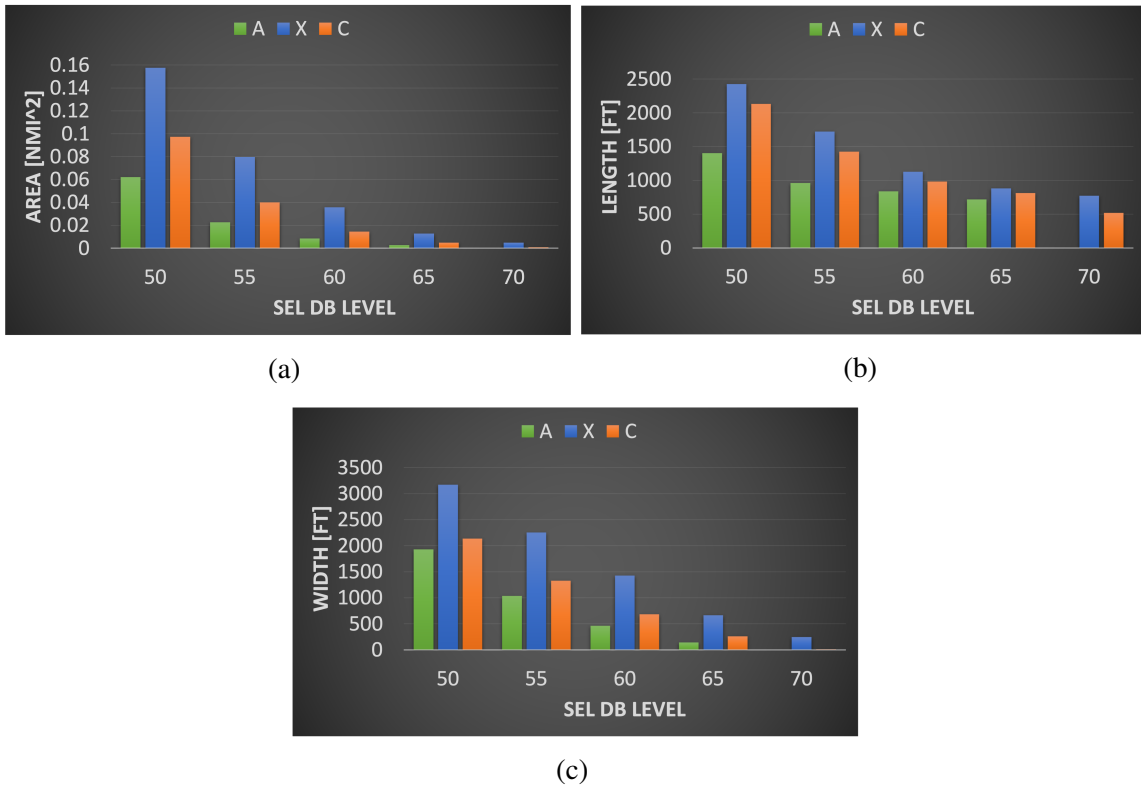 A X C
0.16
0.14
0.12
0.1
0.08
0.06
0.04
0.02
0
AREA [NMI^2]
50 55 60 65 70
SEL DB LEVEL
(a)
A X C
2500
2000
1500
1000
500
0
LENGTH [FT]
50 55 60 65 70
SEL DB LEVEL
(b)
A X C
3500
3000
2500
2000
1500
1000
500
0
WIDTH [FT]
50 55 60 65 70
SEL DB LEVEL
(c)